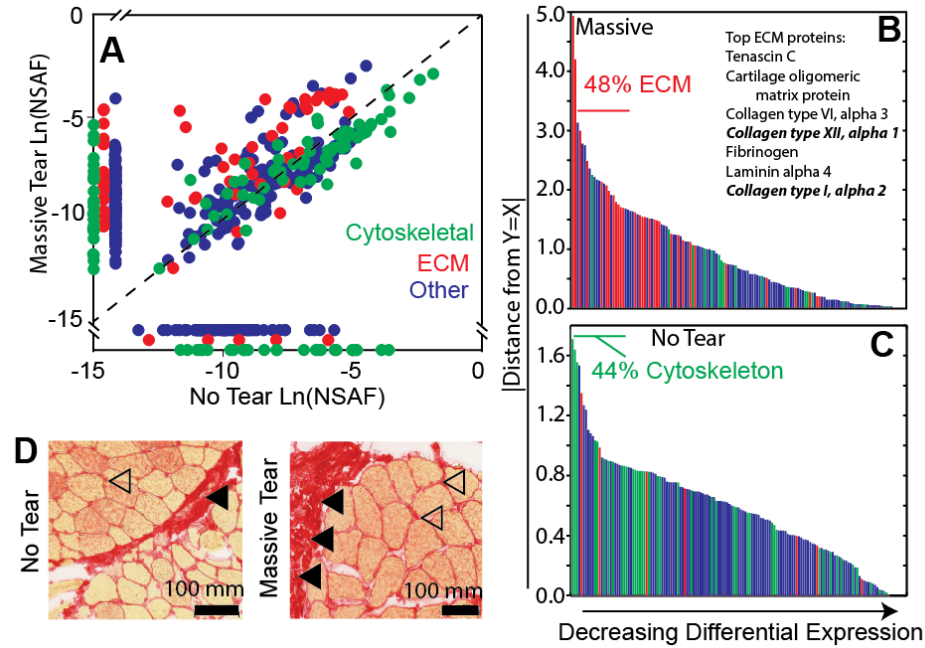 A
0
-5
-10
-15
Massive Tear Ln(NSAF)
Cytoskeletal
ECM
Other
-15
-10
-5
0
No Tear Ln(NSAF)
B
5.0
4.0
3.0
2.0
1.0
0.0
Massive
48% ECM
Top ECM proteins:
Tenascin C
Cartilage oligomeric
matrix protein
Collagen type VI, alpha 3
Collagen type XII, alpha 1
Fibrinogen
Laminin alpha 4
Collagen type I, alpha 2
|Distance from Y=X|
C
1.6
1.2
0.8
0.4
0.0
No Tear
44% Cytoskeleton
Decreasing Differential Expression
D
No Tear
100 mm
Massive Tear
100 mm